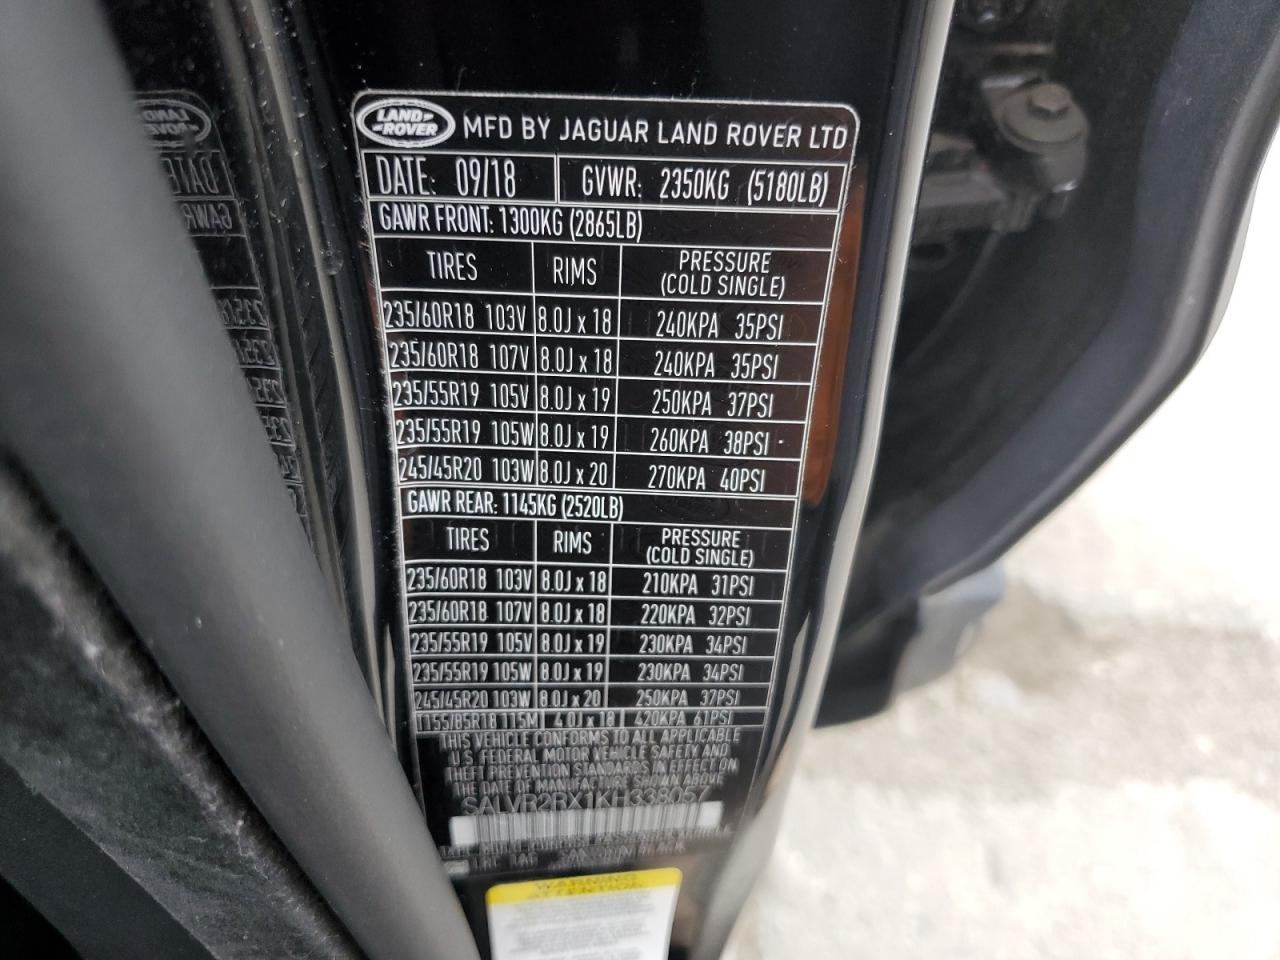 LAND ROVER MFD BY JAGUAR LAND ROVER LTD
DATE: 09/18 GVWR: 2350KG (5180LB)
GAWR FRONT: 1300KG (2865LB)
TIRES RIMS PRESSURE (COLD SINGLE)
235/60R18 103V 8.0J x 18 240KPA 35PSI
235/60R18 107V 8.0J x 18 240KPA 35PSI
235/55R19 105V 8.0J x 19 250KPA 37PSI
235/55R19 105W 8.0J x 19 260KPA 38PSI
245/45R20 103W 8.0J x 20 270KPA 40PSI
GAWR REAR: 1145KG (2520LB)
TIRES RIMS PRESSURE (COLD SINGLE)
235/60R18 103V 8.0J x 18 210KPA 31PSI
235/60R18 107V 8.0J x 18 220KPA 32PSI
235/55R19 105V 8.0J x 19 230KPA 34PSI
235/55R19 105W 8.0J x 19 230KPA 34PSI
245/45R20 103W 8.0J x 20 250KPA 37PSI
T155/85R18 115M 4.0J x 18 420KPA 61PSI
THIS VEHICLE CONFORMS TO ALL APPLICABLE
U.S. FEDERAL MOTOR VEHICLE SAFETY AND
THEFT PREVENTION STANDARDS IN EFFECT ON
THE DATE OF MANUFACTURE SHOWN ABOVE
SALVR2RX1KH338067
WARNING